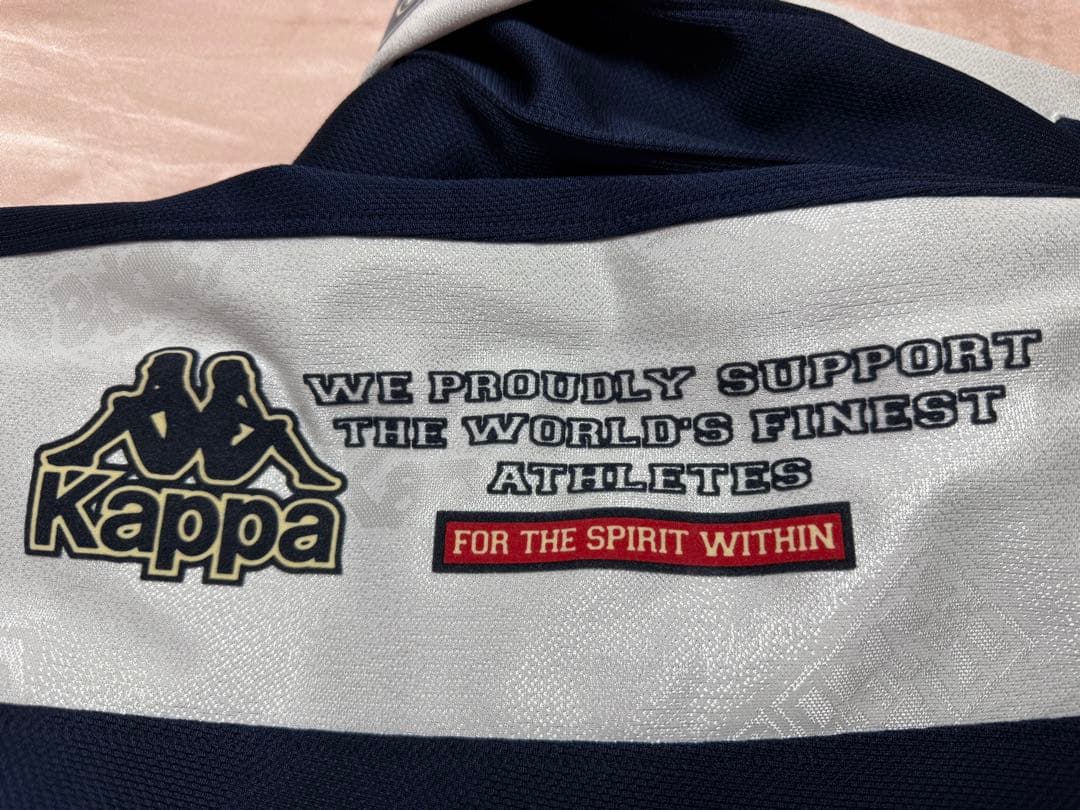 WE PROUDLY SUPPORT
THE WORLD'S FINEST
ATHLETES
Kappa
FOR THE SPIRIT WITHIN